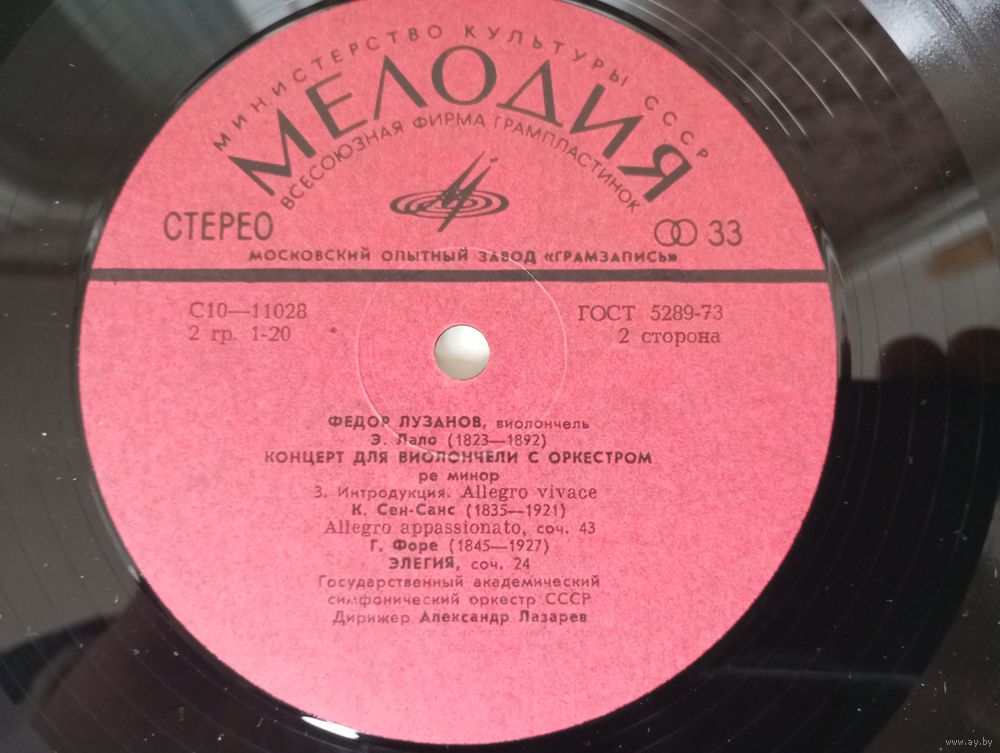 МИНИСТЕРСТВО КУЛЬТУРЫ СССР
МЕЛОДИЯ
ВСЕСОЮЗНАЯ ФИРМА ГРАМПЛАСТИНОК
СТЕРЕО
33
МОСКОВСКИЙ ОПЫТНЫЙ ЗАВОД «ГРАМЗАПИСЬ»
С10—11028
ГОСТ 5289-73
2 гр. 1-20
2 сторона
ФЕДОР ЛУЗАНОВ, виолончель
Э. Лало (1823—1892)
КОНЦЕРТ ДЛЯ ВИОЛОНЧЕЛИ С ОРКЕСТРОМ
ре минор
3. Интродукция. Allegro vivace
К. Сен-Санс (1835—1921)
Allegro appassionato, соч. 43
Г. Форе (1845—1927)
ЭЛЕГИЯ, соч. 24
Государственный академический
симфонический оркестр СССР
Дирижер Александр Лазарев
www.ay.by